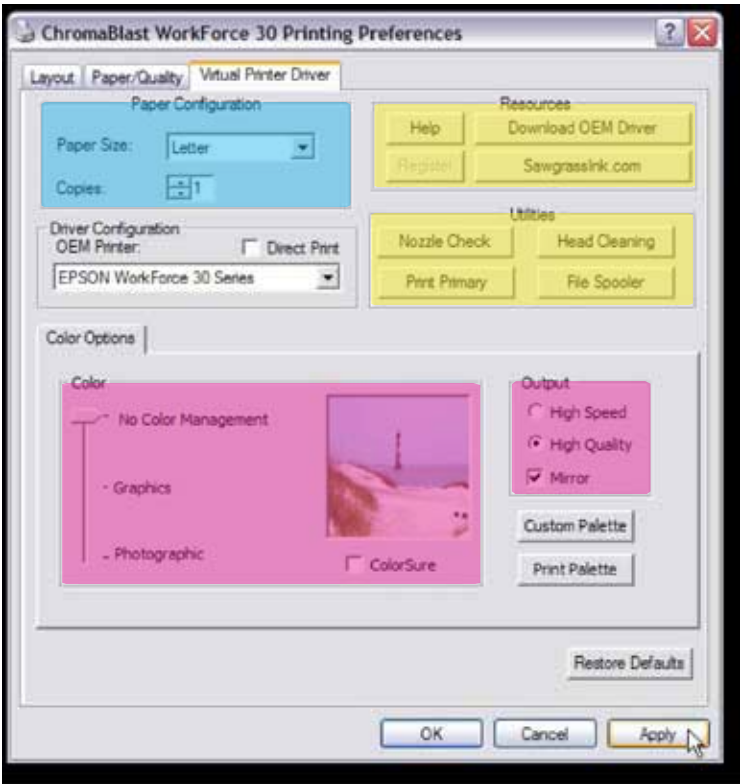 ChromaBlast WorkForce 30 Printing Preferences
Layout Paper/Quality Virtual Printer Driver
Paper Configuration
Paper Size: Letter
Copies: 1
Resources
Help Download OEM Driver
Register SawgrassInk.com
Driver Configuration
OEM Printer: Direct Print
EPSON WorkForce 30 Series
Utilities
Nozzle Check Head Cleaning
Print Primary File Spooler
Color Options
Color
No Color Management
Graphics
Photographic
ColorSure
Output
High Speed
High Quality
Mirror
Custom Palette
Print Palette
Restore Defaults
OK Cancel Apply